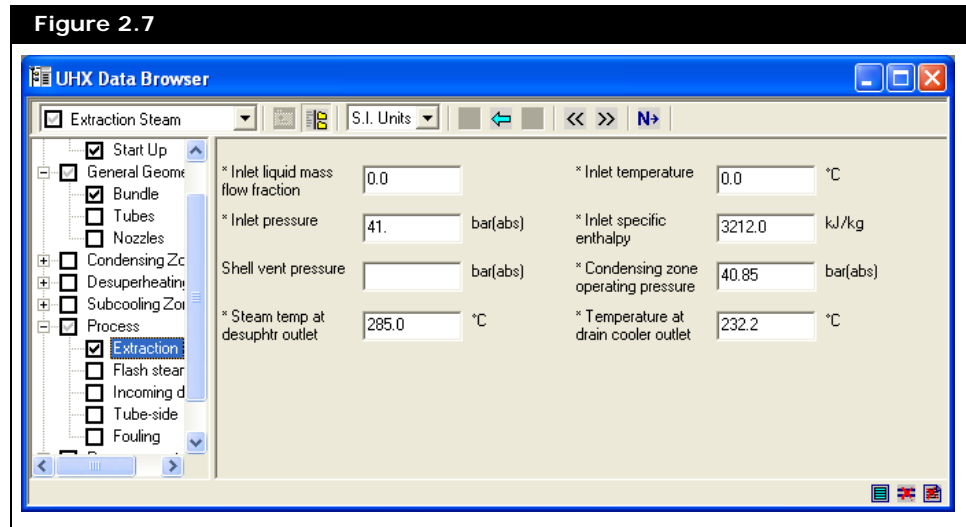 Figure 2.7
UHX Data Browser
Extraction Steam
S.I. Units
N
Start Up
General Geome
Bundle
Tubes
Nozzles
Condensing Zc
Desuperheating
Subcooling Zor
Process
Extraction
Flash stear
Incoming d
Tube-side
Fouling
* Inlet liquid mass
flow fraction
0.0
* Inlet temperature
0.0
°C
* Inlet pressure
41.
bar(abs)
* Inlet specific
enthalpy
3212.0
kJ/kg
Shell vent pressure
bar(abs)
* Condensing zone
operating pressure
40.85
bar(abs)
* Steam temp at
desuphtr outlet
285.0
°C
* Temperature at
drain cooler outlet
232.2
°C